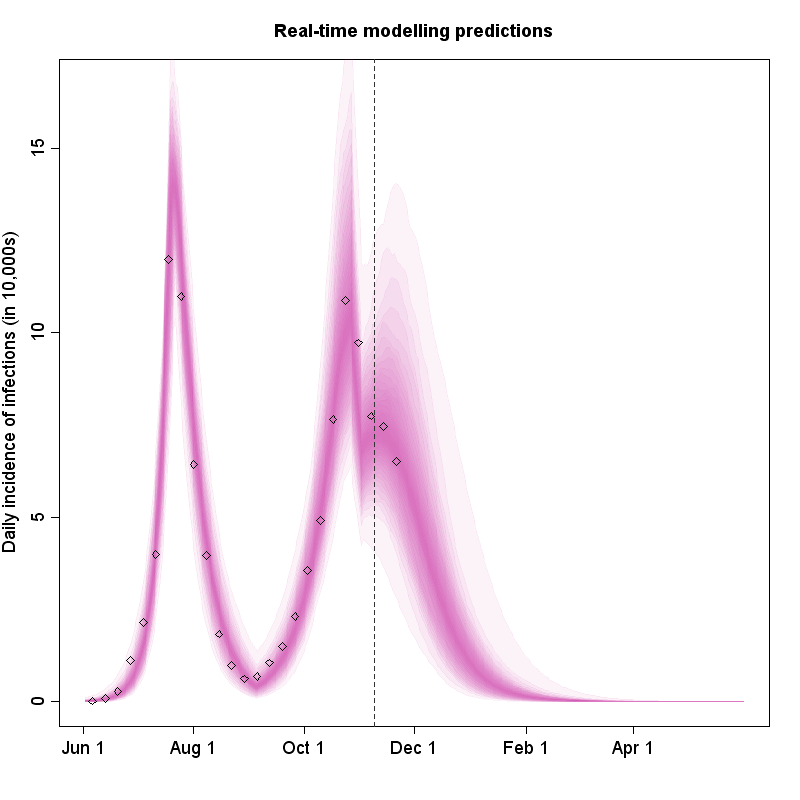 Real-time modelling predictions
Daily incidence of infections (in 10,000s)
15
10
5
0
Jun 1
Aug 1
Oct 1
Dec 1
Feb 1
Apr 1